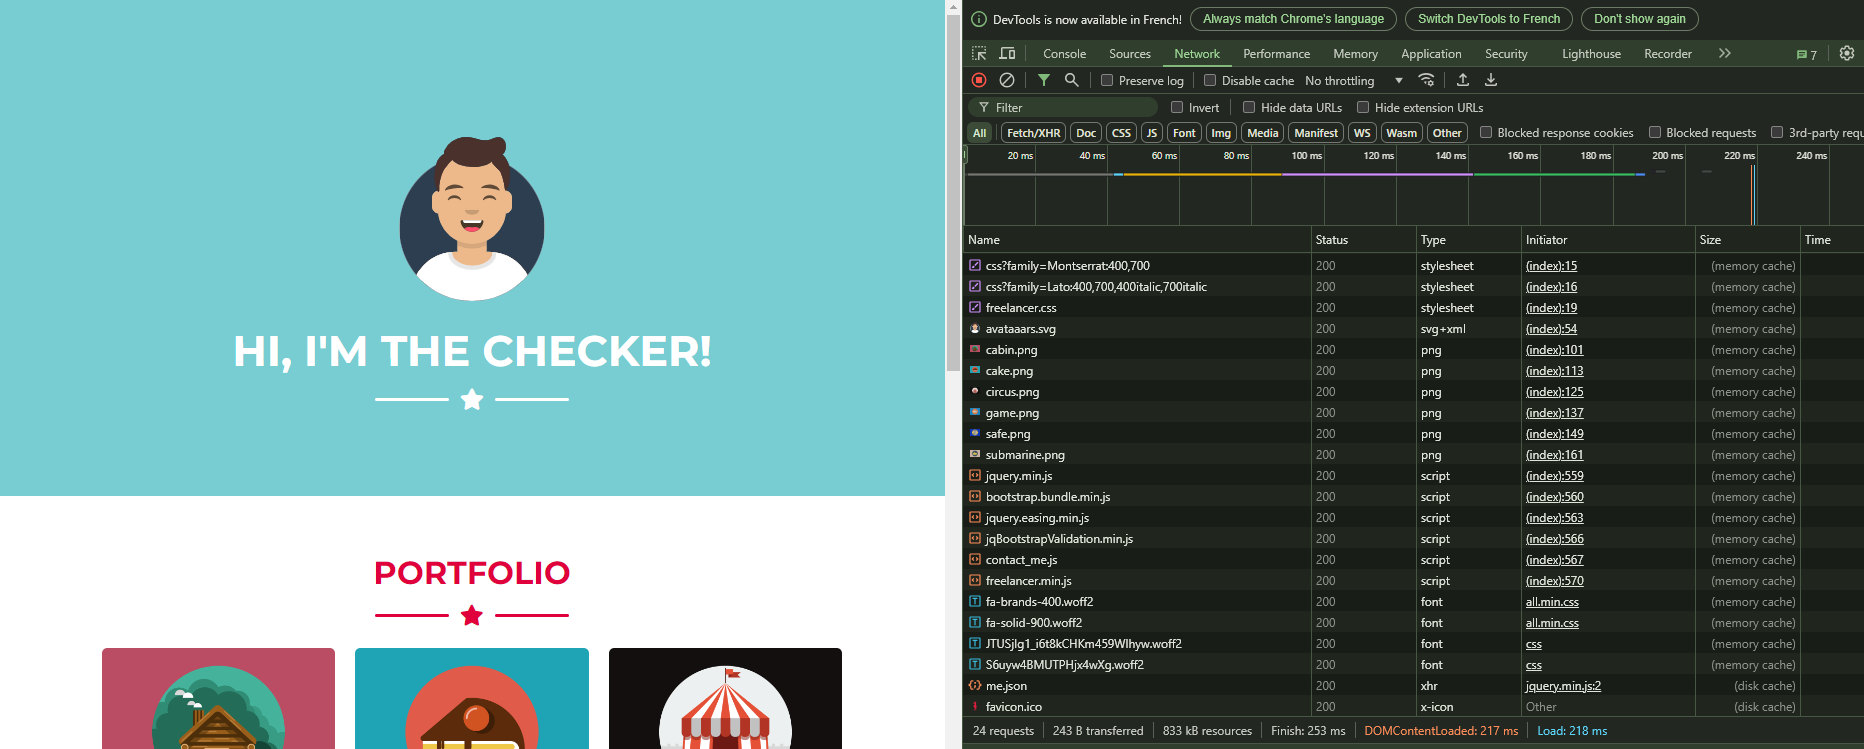 HI, I'M THE CHECKER!
PORTFOLIO
DevTools is now available in French! Always match Chrome's language Switch DevTools to French Don't show again
Console Sources Network Performance Memory Application Security Lighthouse Recorder 7
Preserve log Disable cache No throttling
Filter Invert Hide data URLs Hide extension URLs
All Fetch/XHR Doc CSS JS Font Img Media Manifest WS Wasm Other Blocked response cookies Blocked requests 3rd-party requ
20 ms 40 ms 60 ms 80 ms 100 ms 120 ms 140 ms 160 ms 180 ms 200 ms 220 ms 240 ms
Name Status Type Initiator Size Time
css?family=Montserrat:400,700 200 stylesheet (index):15 (memory cache)
css?family=Lato:400,700,400italic,700italic 200 stylesheet (index):16 (memory cache)
freelancer.css 200 stylesheet (index):19 (memory cache)
avataaars.svg 200 svg+xml (index):54 (memory cache)
cabin.png 200 png (index):101 (memory cache)
cake.png 200 png (index):113 (memory cache)
circus.png 200 png (index):125 (memory cache)
game.png 200 png (index):137 (memory cache)
safe.png 200 png (index):149 (memory cache)
submarine.png 200 png (index):161 (memory cache)
jquery.min.js 200 script (index):559 (memory cache)
bootstrap.bundle.min.js 200 script (index):560 (memory cache)
jquery.easing.min.js 200 script (index):563 (memory cache)
jqBootstrapValidation.min.js 200 script (index):566 (memory cache)
contact_me.js 200 script (index):567 (memory cache)
freelancer.min.js 200 script (index):570 (memory cache)
fa-brands-400.woff2 200 font all.min.css (memory cache)
fa-solid-900.woff2 200 font all.min.css (memory cache)
JTUSjIg1_i6t8kCHKm459WIhyw.woff2 200 font css (memory cache)
S6uyw4BMUTPHjx4wXg.woff2 200 font css (memory cache)
me.json 200 xhr jquery.min.js:2 (disk cache)
favicon.ico 200 x-icon Other (disk cache)
24 requests 243 B transferred 833 kB resources Finish: 253 ms DOMContentLoaded: 217 ms Load: 218 ms